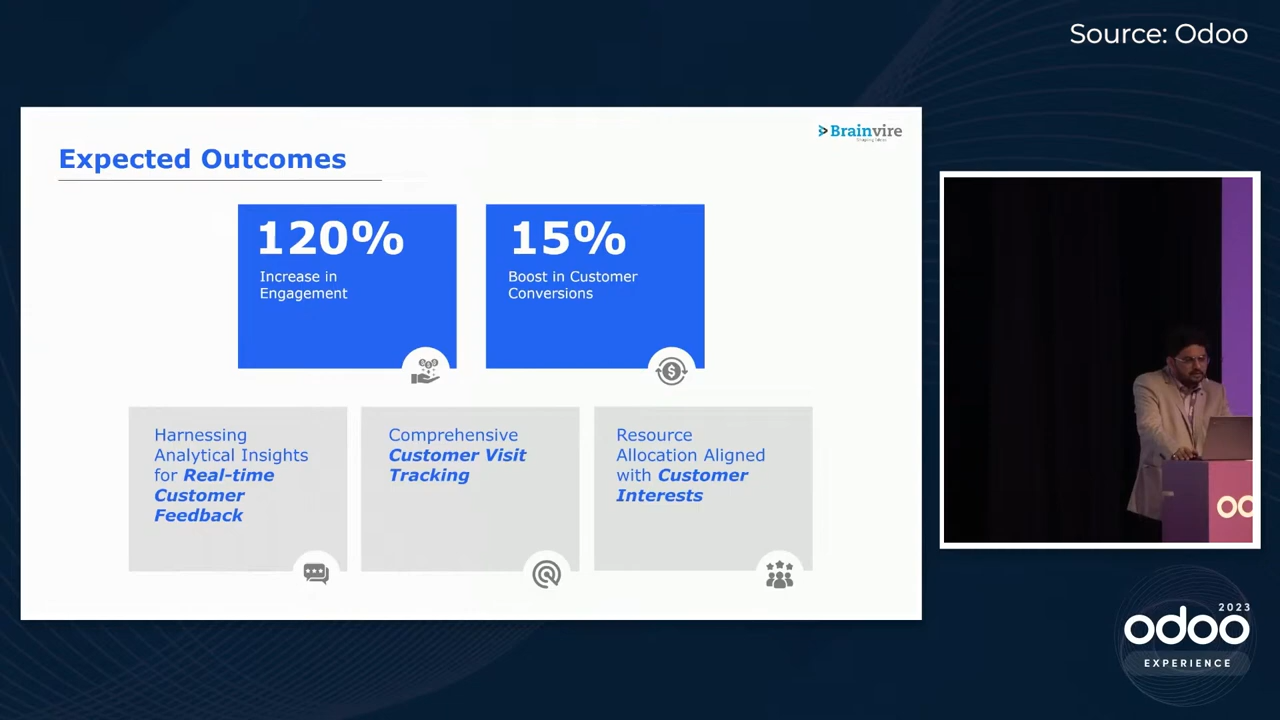 Source: Odoo
Brainvire
Expected Outcomes
120%
Increase in
Engagement
15%
Boost in Customer
Conversions
Harnessing
Analytical Insights
for Real-time
Customer
Feedback
Comprehensive
Customer Visit
Tracking
Resource
Allocation Aligned
with Customer
Interests
oo
2023
odoo
EXPERIENCE